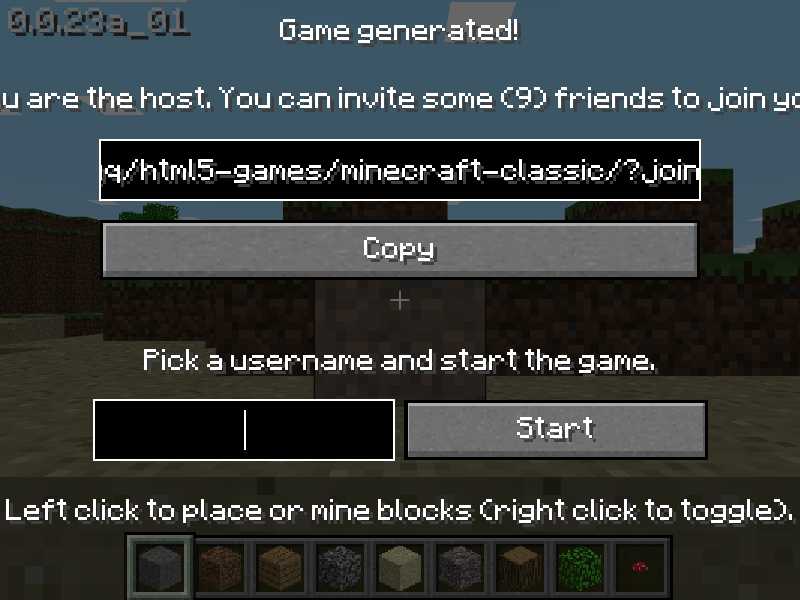 0.0.23a_01
Game generated!
u are the host. You can invite some (9) friends to join yo
q/html5-games/minecraft-classic/?join
Copy
Pick a username and start the game.
Start
Left click to place or mine blocks (right click to toggle).